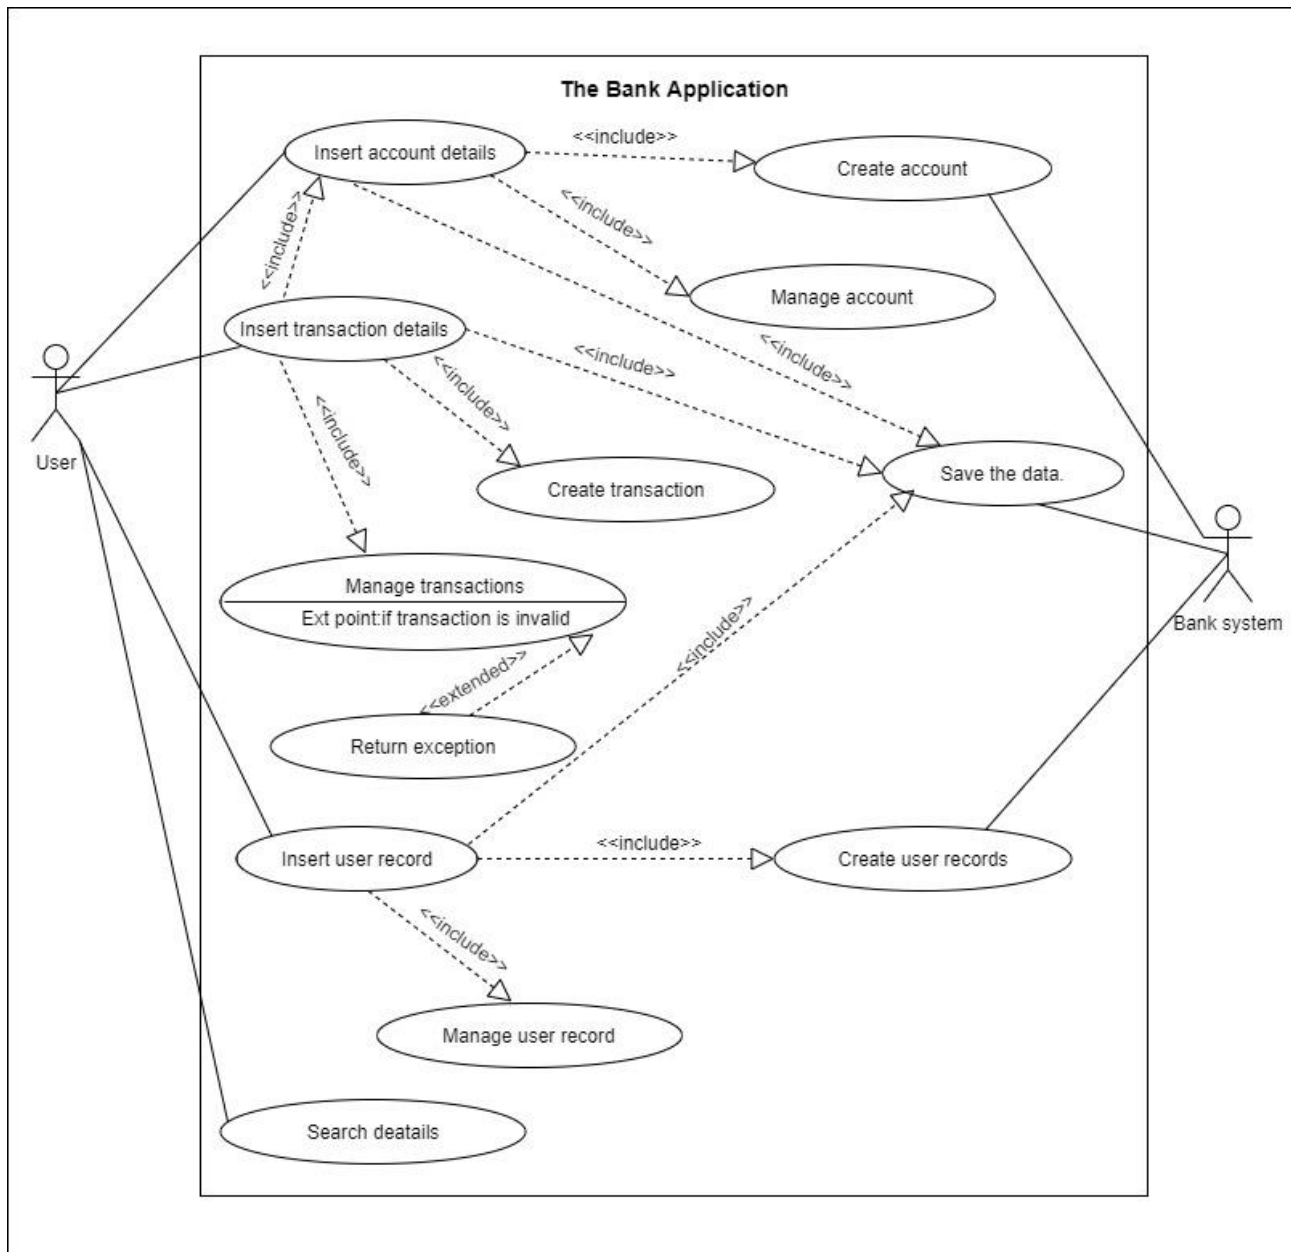 The Bank Application
Insert account details
<<include>>
Create account
<<include>>
<<include>>
Manage account
Insert transaction details
<<include>>
<<include>>
<<include>>
<<include>>
User
Create transaction
Save the data.
Manage transactions
Ext point:if transaction is invalid
Bank system
<<include>>
<<extended>>
Return exception
Insert user record
<<include>>
Create user records
<<include>>
Manage user record
Search deatails